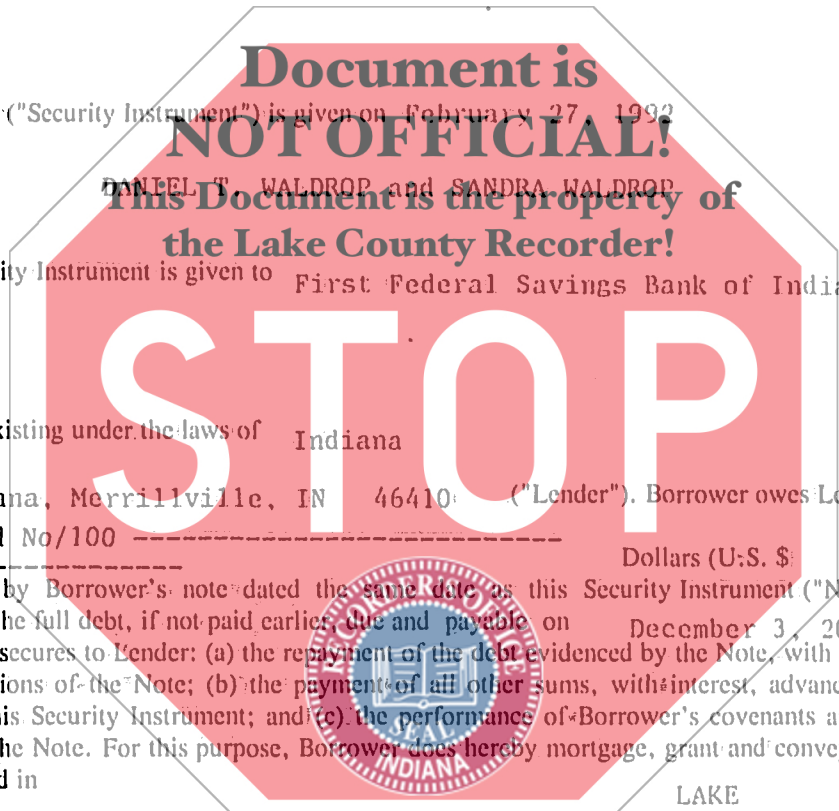 Document is
("Security Instrument") is given on February 27, 1992
NOT OFFICIAL!
DANIEL T. WALDROP and SANDRA WALDROP
This Document is the property of
the Lake County Recorder!
ity Instrument is given to First Federal Savings Bank of India
STOP
xisting under the laws of Indiana
na, Merrillville, IN 46410 ("Lender"). Borrower owes Le
d No/100 ----------------------------------
---------------
Dollars (U.S. $
by Borrower's note dated the same date as this Security Instrument ("N
he full debt, if not paid earlier, due and payable on December 3, 20
secures to Lender: (a) the repayment of the debt evidenced by the Note, with
ions of the Note; (b) the payment of all other sums, with interest, advanc
is Security Instrument; and (c) the performance of Borrower's covenants a
he Note. For this purpose, Borrower does hereby mortgage, grant and conve
d in
LAKE
RECORDER OFFICE
SEAL
INDIANA